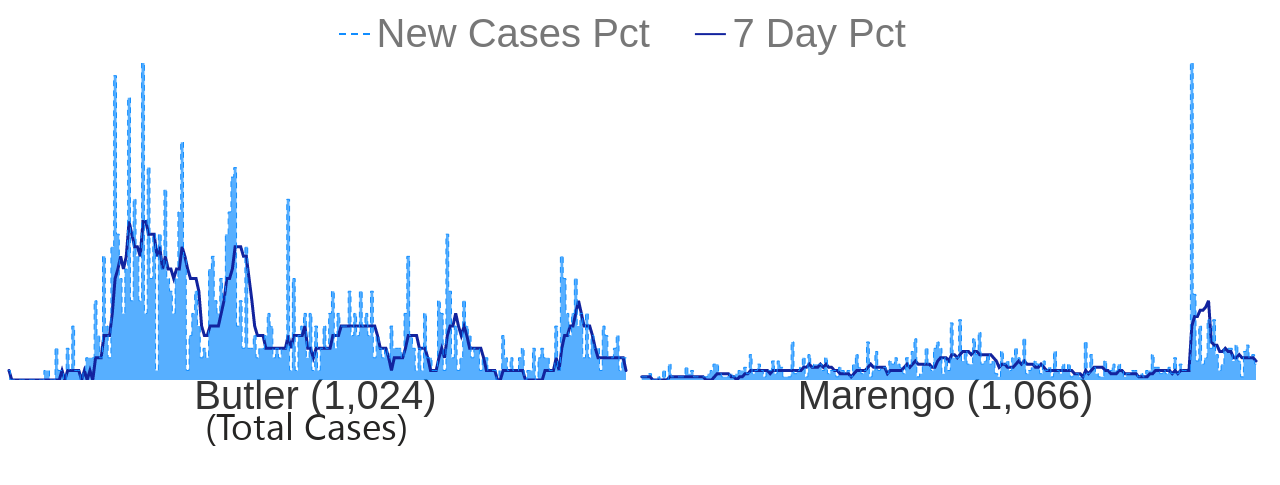 New Cases Pct 7 Day Pct
Butler (1,024) Marengo (1,066)
(Total Cases)